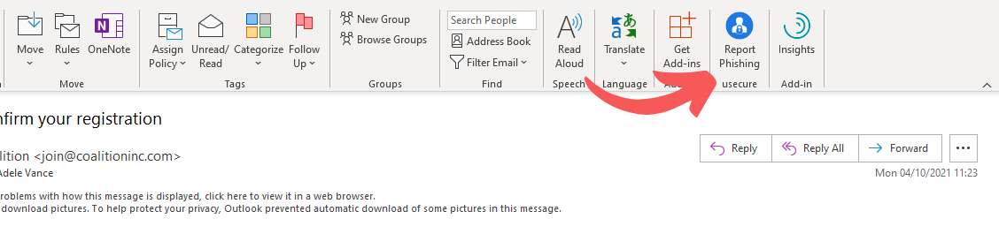 Move
Rules
OneNote
Move
Assign
Policy
Unread/
Read
Categorize
Follow
Up
Tags
New Group
Browse Groups
Groups
Search People
Address Book
Filter Email
Find
Read
Aloud
Speech
Translate
Language
Get
Add-ins
Report
Phishing
usecure
Insights
Add-in
nfirm your registration
lition <join@coalitioninc.com>
Adele Vance
Reply
Reply All
Forward
Mon 04/10/2021 11:23
roblems with how this message is displayed, click here to view it in a web browser.
download pictures. To help protect your privacy, Outlook prevented automatic download of some pictures in this message.